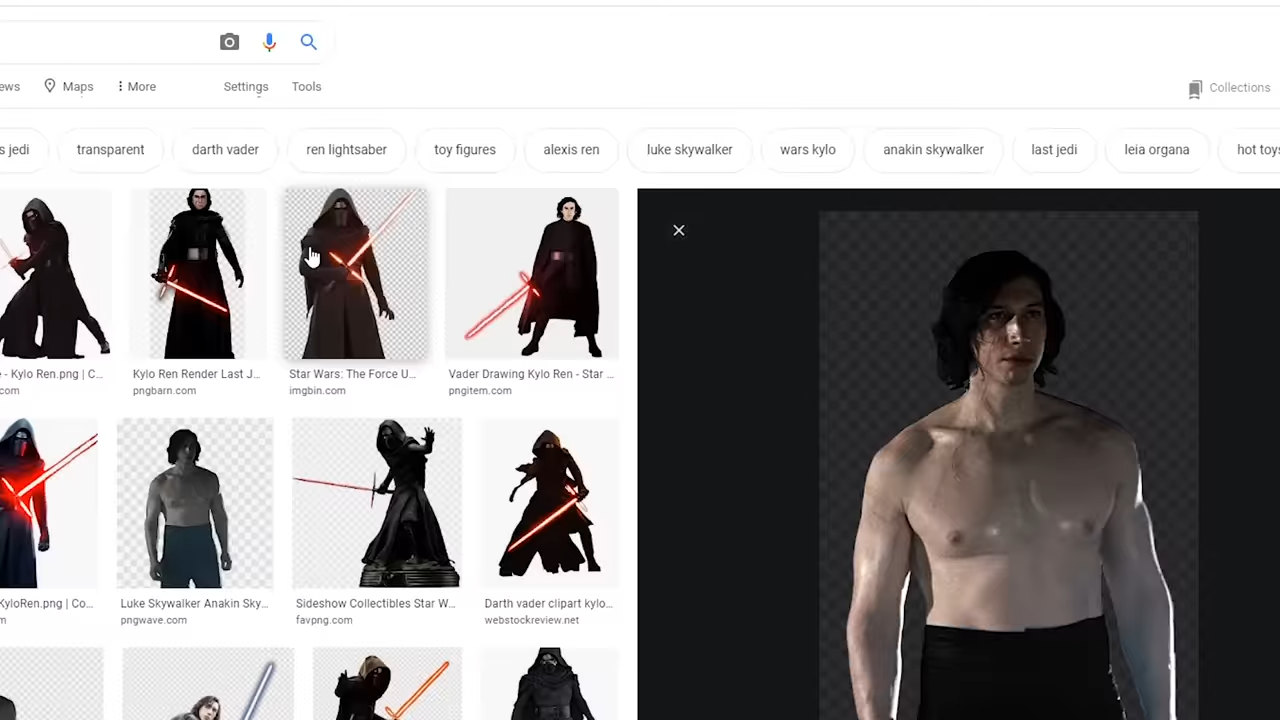 ews Maps More Settings Tools Collections
s jedi transparent darth vader ren lightsaber toy figures alexis ren luke skywalker wars kylo anakin skywalker last jedi leia organa hot toys
e - Kylo Ren.png | C... Kylo Ren Render Last J... Star Wars: The Force U... Vader Drawing Kylo Ren - Star ...
com pngbarn.com imgbin.com pngitem.com
KyloRen.png | Co... Luke Skywalker Anakin Sky... Sideshow Collectibles Star W... Darth vader clipart kylo...
m pngwave.com favpng.com webstockreview.net